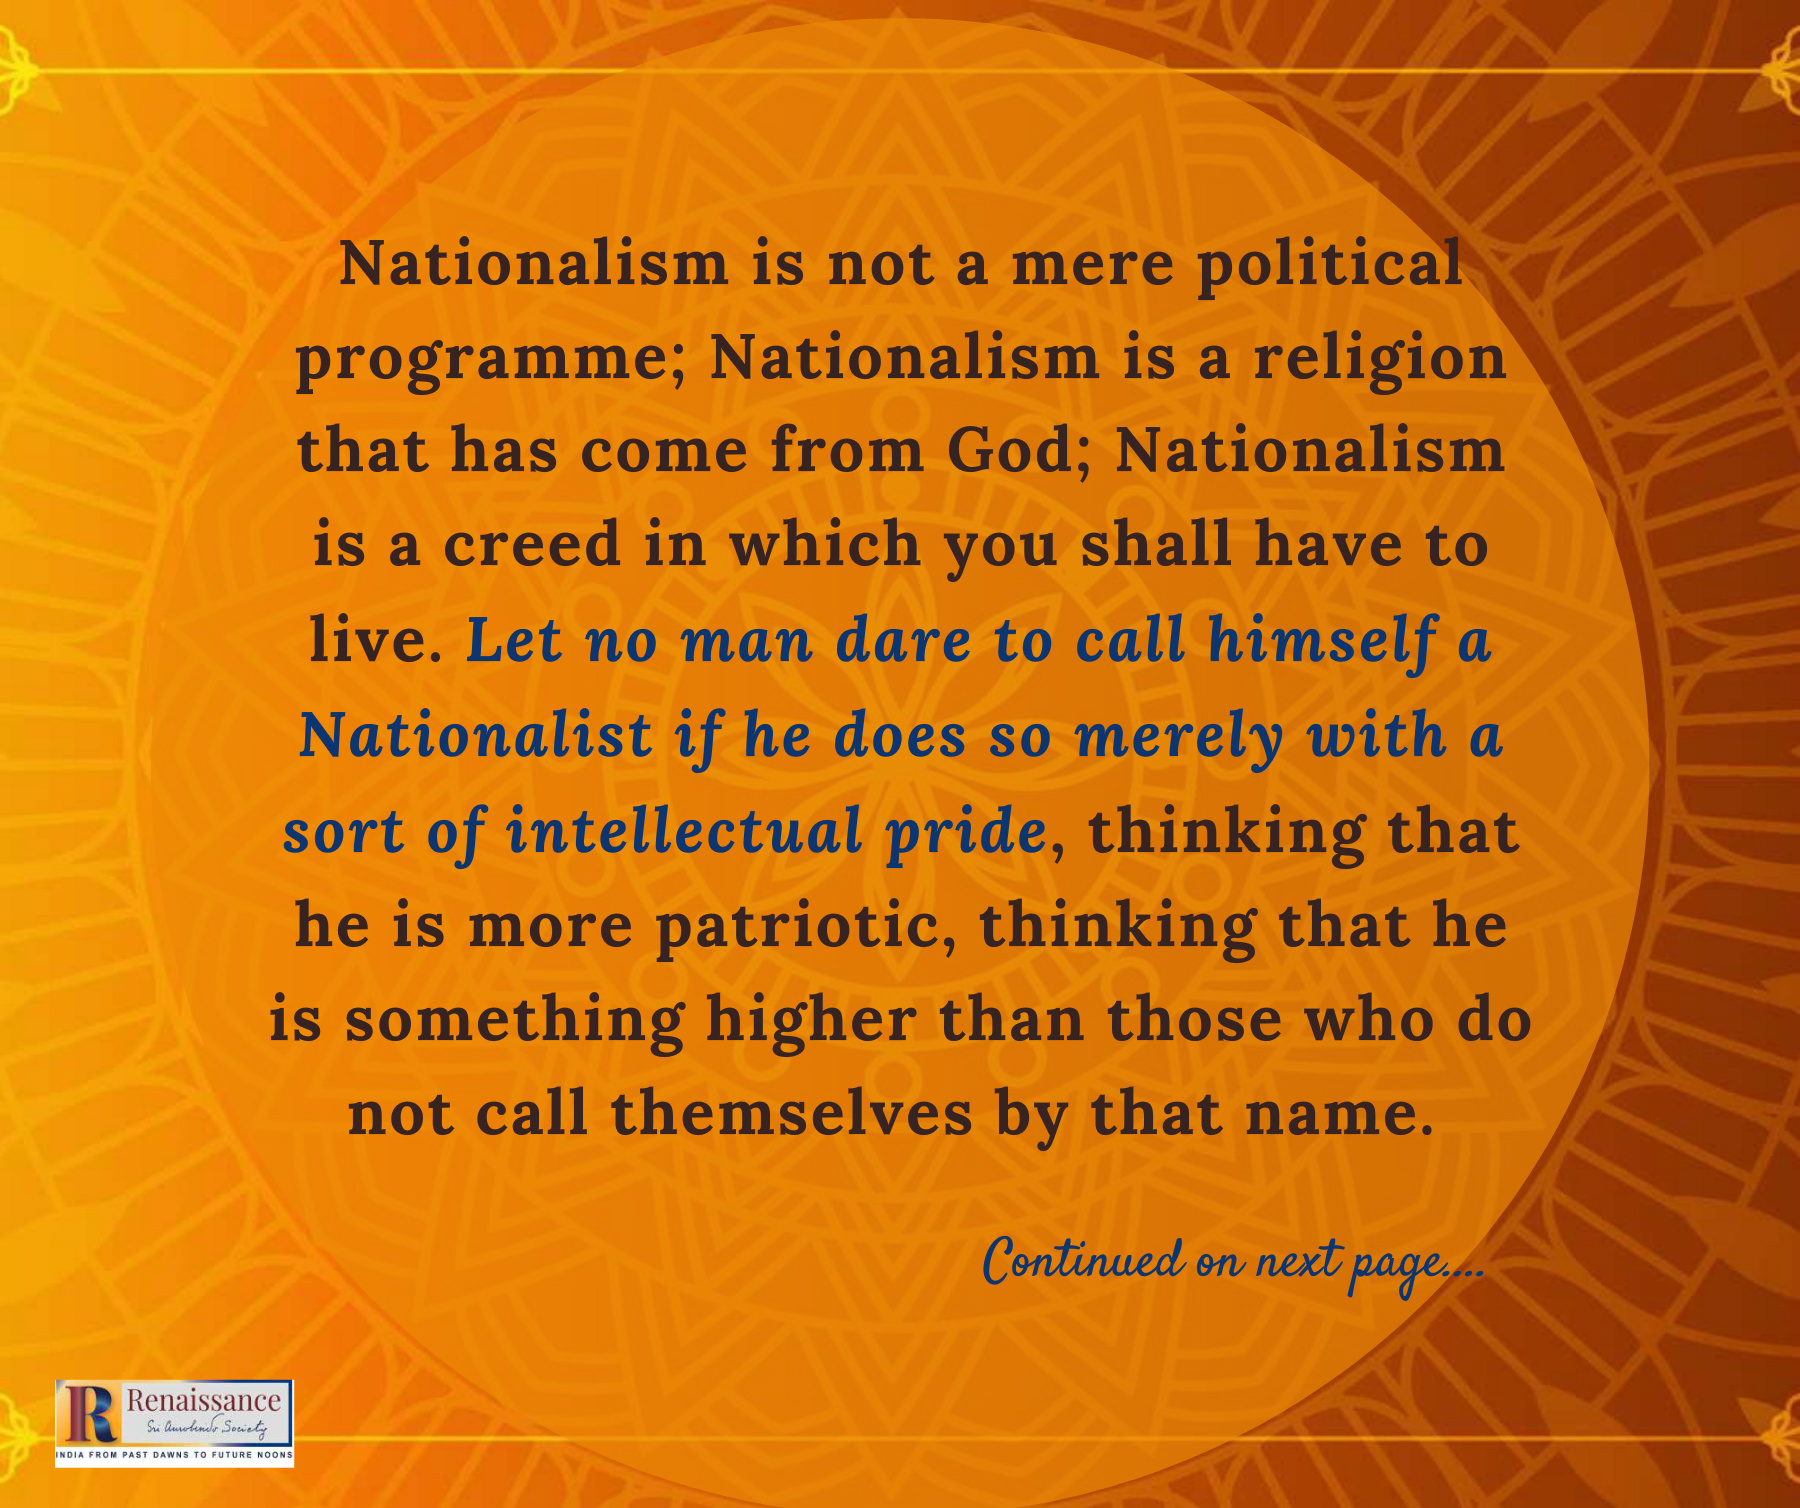 Nationalism is not a mere political
programme; Nationalism is a religion
that has come from God; Nationalism
is a creed in which you shall have to
live. Let no man dare to call himself a
Nationalist if he does so merely with a
sort of intellectual pride, thinking that
he is more patriotic, thinking that he
is something higher than those who do
not call themselves by that name.
Continued on next page....
R Renaissance
Sri Aurobindo Society
INDIA FROM PAST DAWNS TO FUTURE NOONS